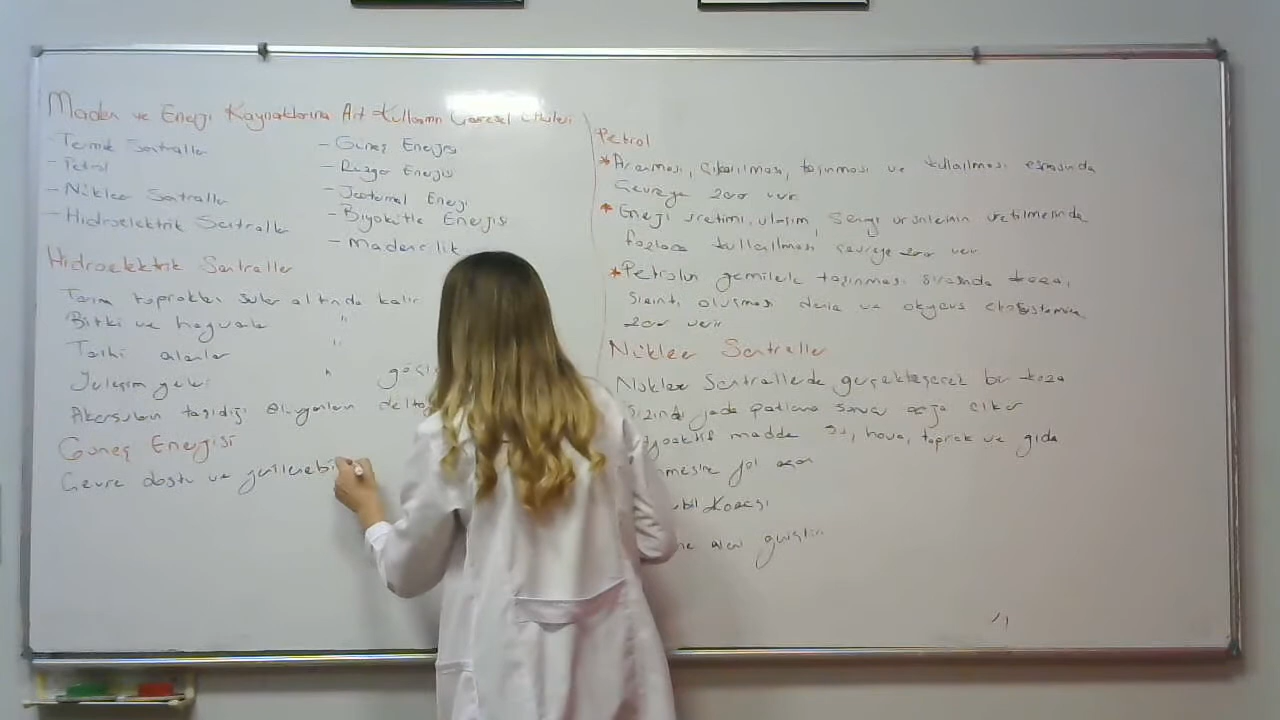 Maden ve Enerji Kaynaklarına Ait Kullanımın Çevresel Etkileri
- Termik Santraller
- Petrol
- Nükleer Santraller
- Hidroelektrik Santraller
- Güneş Enerjisi
- Rüzgar Enerjisi
- Jeotermal Enerji
- Biyokütle Enerjisi
- Madencilik
Hidroelektrik Santraller
Tarım toprakları sular altında kalır
Bitki ve hayvanlar "
Tarihi alanlar "
Yerleşim yeri "
Akarsuların taşıdığı alüvyonların
Güneş Enerjisi
Çevre dostu ve yenilenebi
Petrol
* Aranması, çıkarılması, taşınması ve kullanılması esnasında
çevreye zarar verir
* Enerji üretimi, ulaşım, sanayi ürünlerinin üretilmesinde
fazlaca kullanılması çevreye zarar verir
* Petrolün gemilerle taşınması sırasında kaza,
sızıntı oluşması deniz ve okyanus ekosistemine
zarar verir
Nükleer Santraller
Nükleer Santrallerde gerçekleşecek bir kaza
sızıntı yada patlama sonucu açığa çıkar
madde su, hava, toprak ve gıda
yol açar